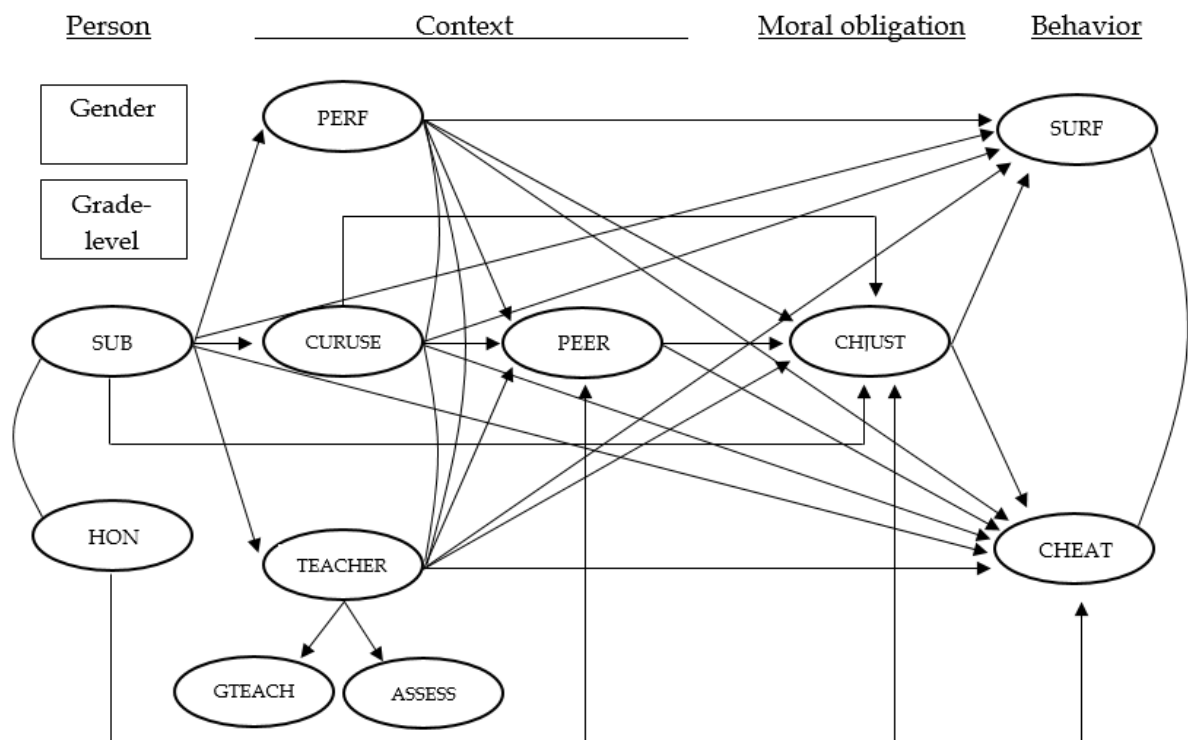 Person
Context
Moral obligation
Behavior
Gender
PERF
SURF
Grade-
level
SUB
CURUSE
PEER
CHJUST
HON
TEACHER
CHEAT
GTEACH
ASSESS